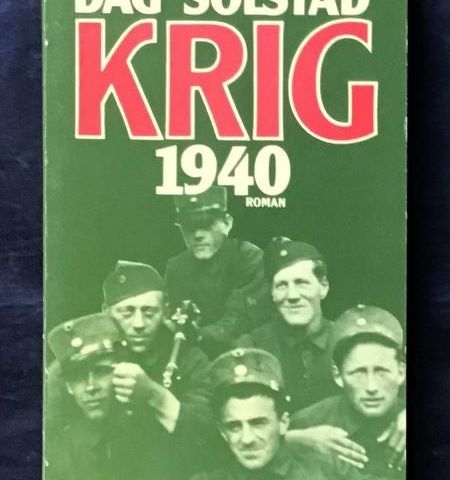 DAG SOLSTAD
KRIG
1940
ROMAN